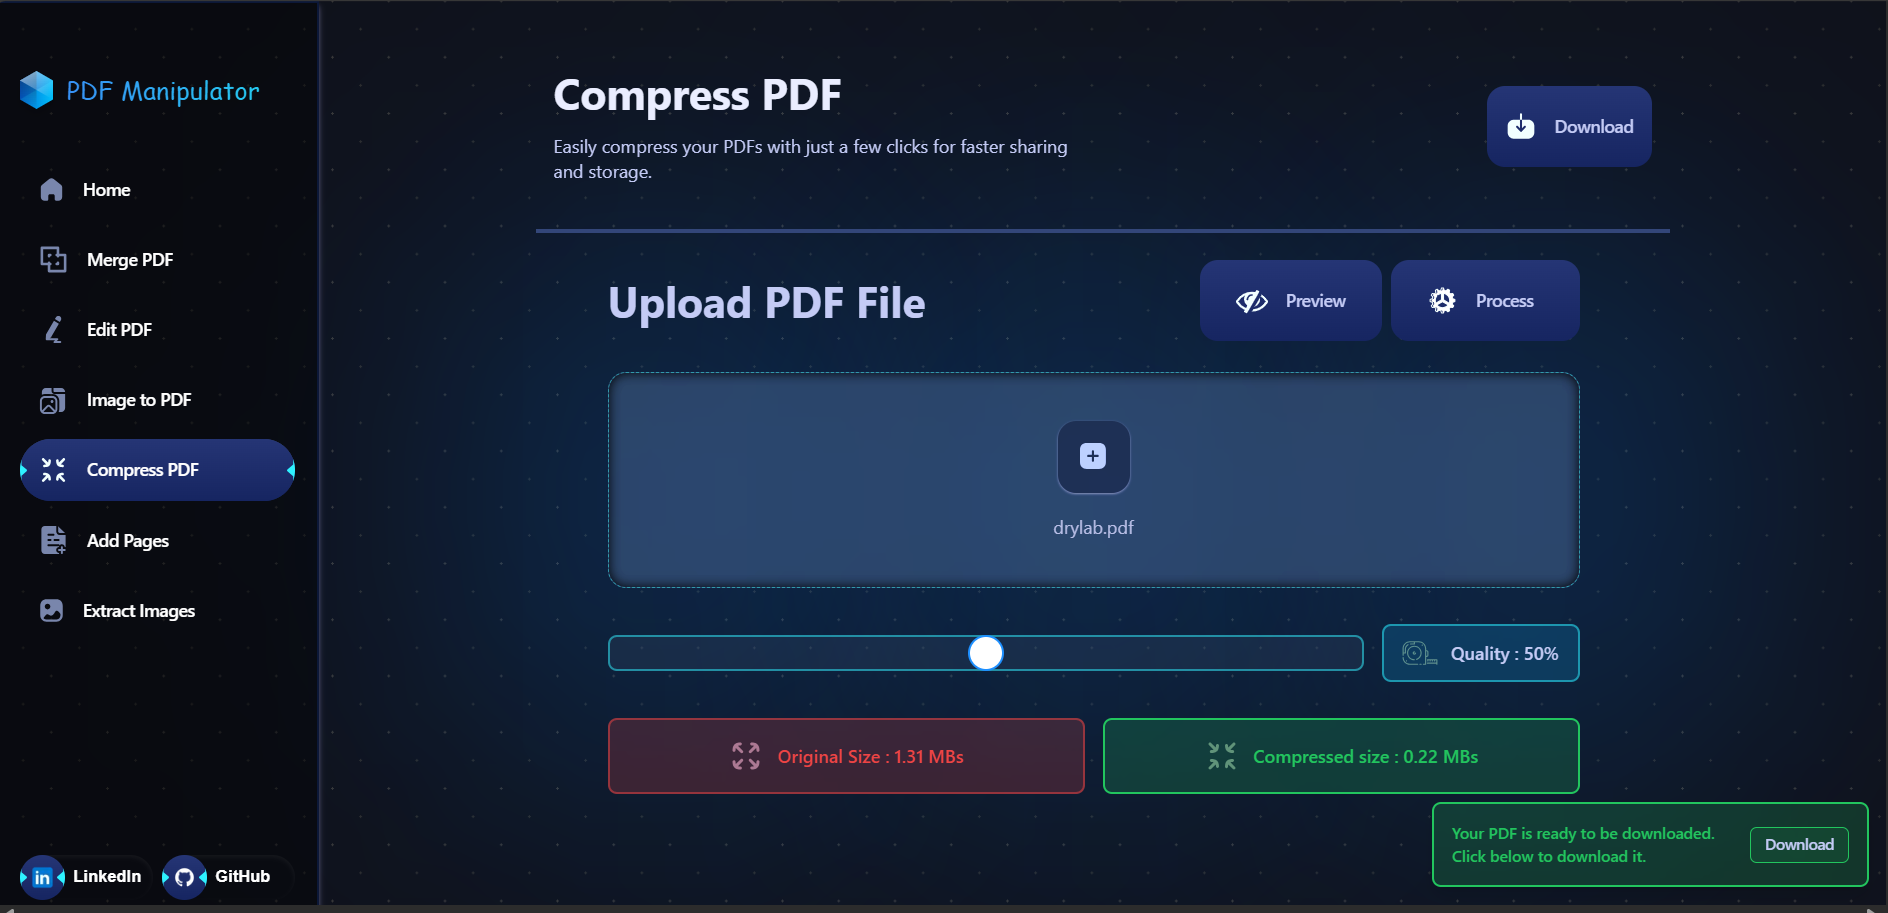 PDF Manipulator
Home
Merge PDF
Edit PDF
Image to PDF
Compress PDF
Add Pages
Extract Images
LinkedIn
GitHub
Compress PDF
Easily compress your PDFs with just a few clicks for faster sharing
and storage.
Download
Upload PDF File
Preview
Process
drylab.pdf
Quality : 50%
Original Size : 1.31 MBs
Compressed size : 0.22 MBs
Your PDF is ready to be downloaded.
Click below to download it.
Download